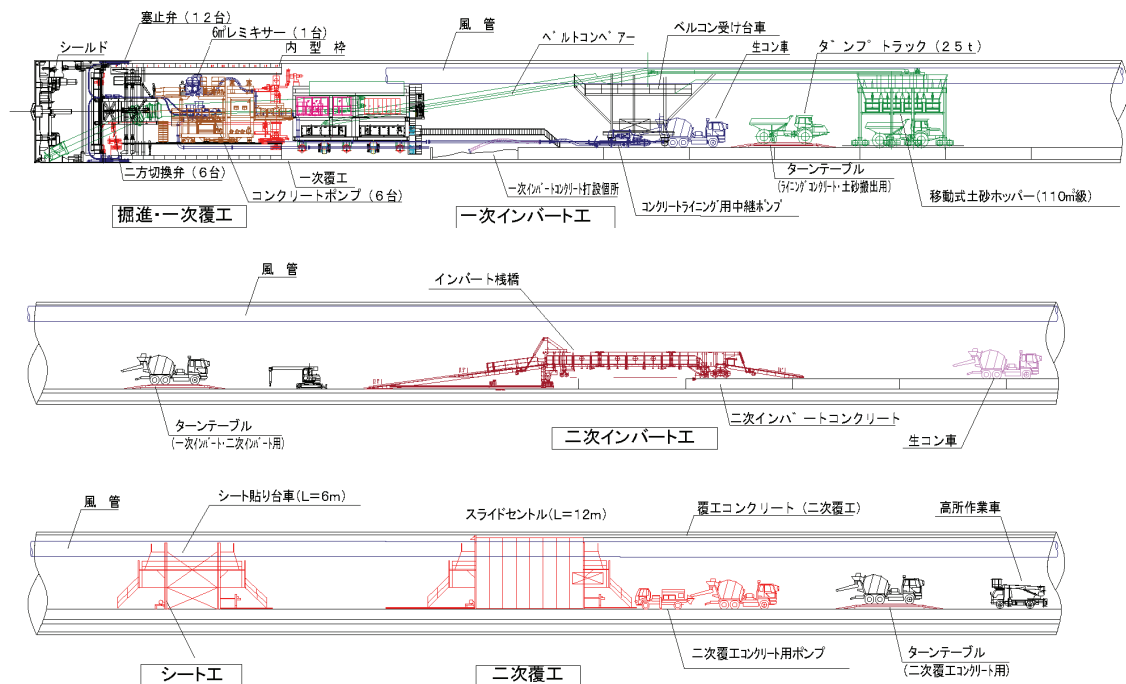 塞止弁（１２台）
6㎥レミキサー（１台）
シールド
内 型 枠
風 管
ベルトコンベアー
ベルコン受け台車
生コン車
ダンプトラック（２５ｔ）
二方切換弁（６台）
コンクリートポンプ（６台）
一次覆工
一次インバートコンクリート打設個所
コンクリートライニング用中継ポンプ
ターンテーブル
(ライニングコンクリート・土砂搬出用)
移動式土砂ホッパー(110㎥級)
掘進・一次覆工
一次インバート工
風 管
インバート桟橋
ターンテーブル
(一次インバート・二次インバート用)
二次インバート工
二次インバートコンクリート
生コン車
風 管
シート貼り台車(L=6m)
スライドセントル(L=12m)
覆工コンクリート（二次覆工）
高所作業車
二次覆工コンクリート用ポンプ
ターンテーブル
(二次覆工コンクリート用)
シート工
二次覆工